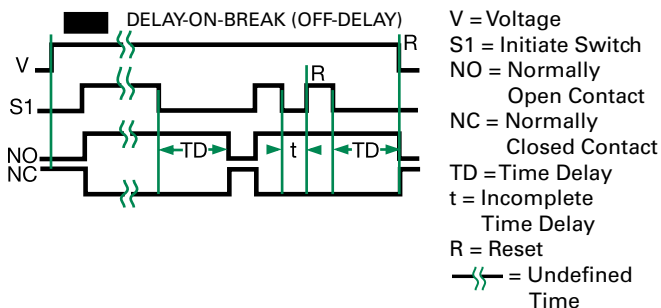 DELAY-ON-BREAK (OFF-DELAY)
V
R
S1
R
NO
NC
TD
t
TD
V = Voltage
S1 = Initiate Switch
NO = Normally
Open Contact
NC = Normally
Closed Contact
TD = Time Delay
t = Incomplete
Time Delay
R = Reset
= Undefined
Time